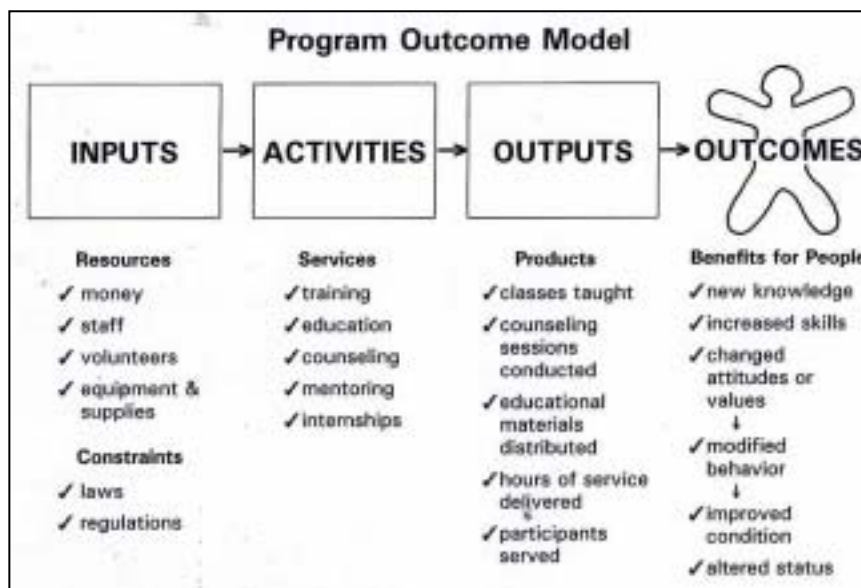 Program Outcome Model
INPUTS
ACTIVITIES
OUTPUTS
OUTCOMES
Resources
✓ money
✓ staff
✓ volunteers
✓ equipment &
supplies
Constraints
✓ laws
✓ regulations
Services
✓ training
✓ education
✓ counseling
✓ mentoring
✓ internships
Products
✓ classes taught
✓ counseling
sessions
conducted
✓ educational
materials
distributed
✓ hours of service
delivered
✓ participants
served
Benefits for People
✓ new knowledge
✓ increased skills
✓ changed
attitudes or
values
↓
✓ modified
behavior
↓
✓ improved
condition
✓ altered status